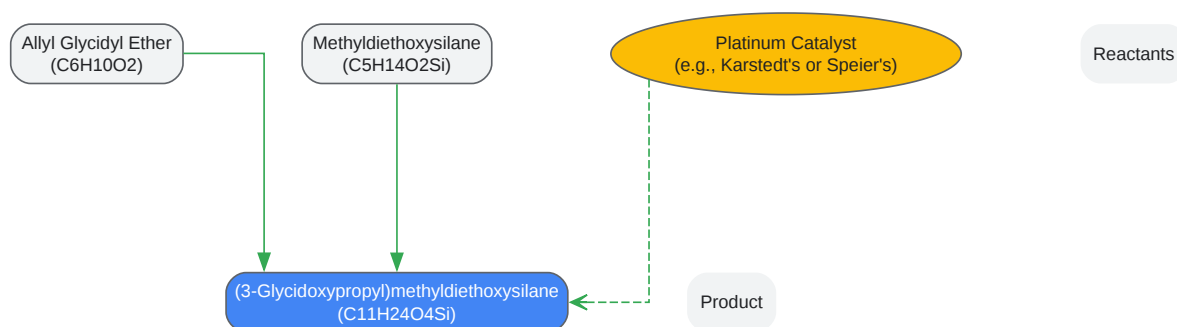 Allyl Glycidyl Ether
(C6H10O2)
Methyldiethoxysilane
(C5H14O2Si)
Platinum Catalyst
(e.g., Karstedt's or Speier's)
Reactants
(3-Glycidoxypropyl)methyldiethoxysilane
(C11H24O4Si)
Product